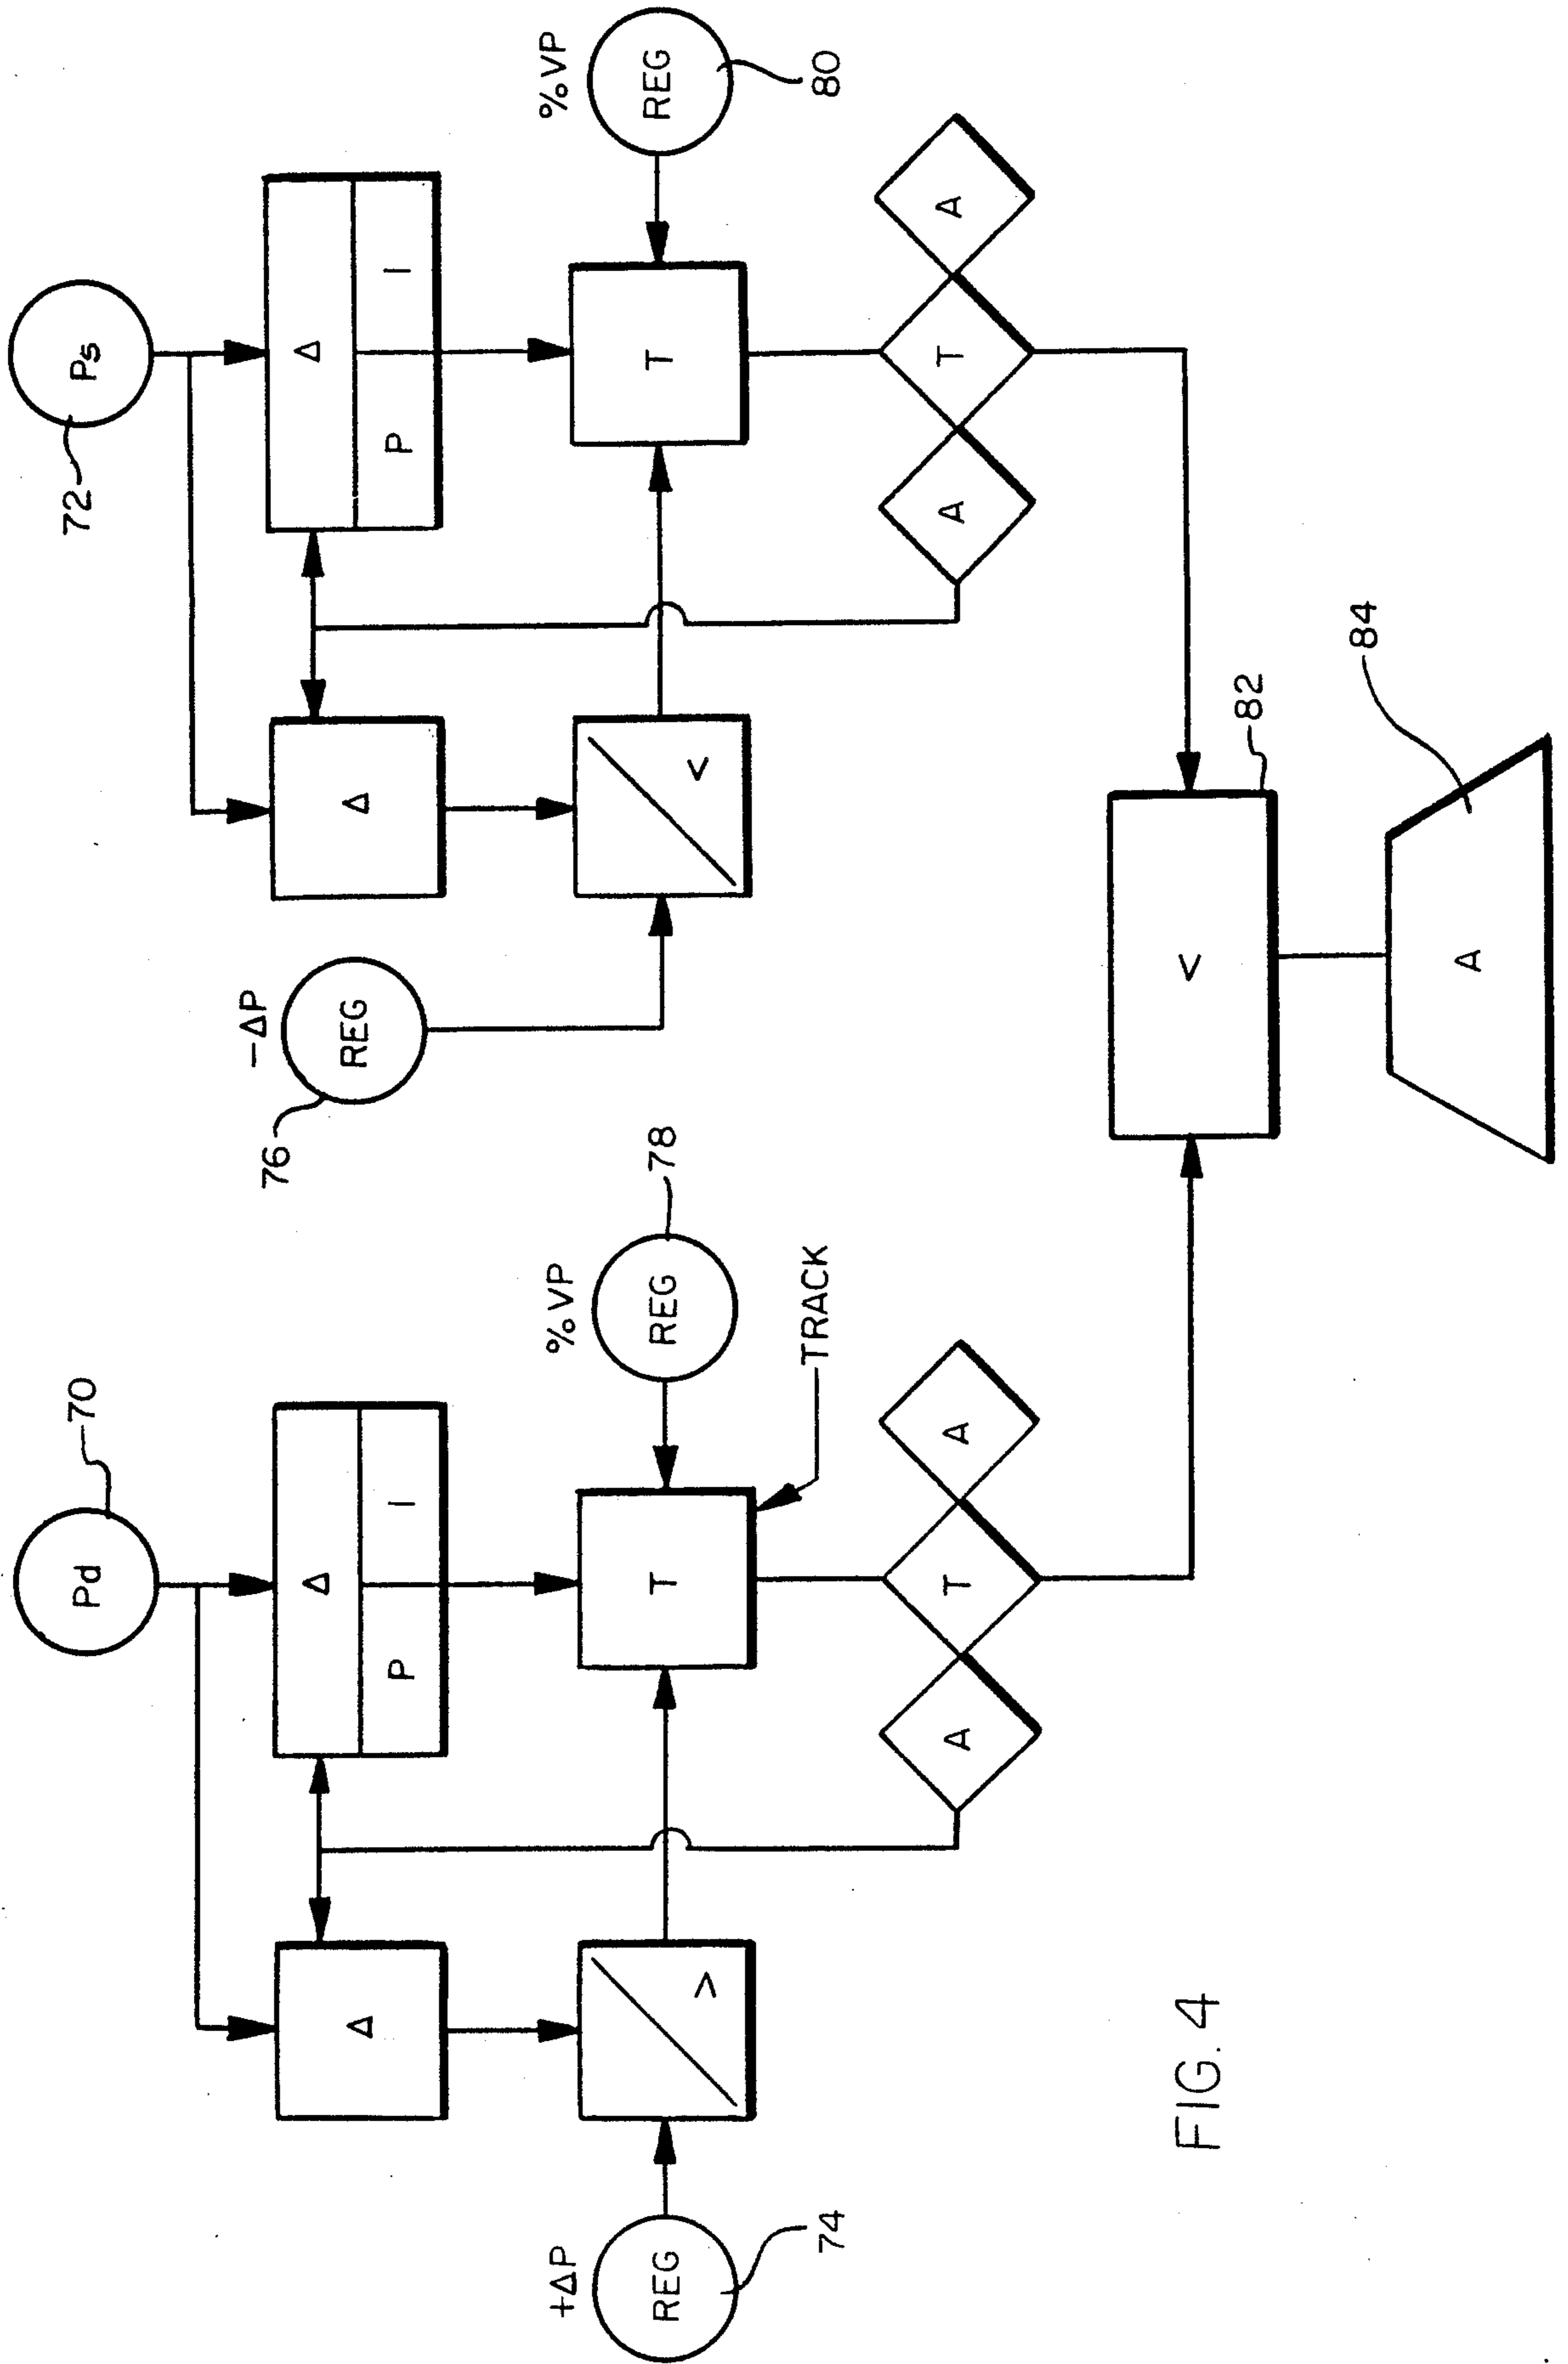 Pd
70
72
Ps
Δ
P I
Δ
76
−ΔP
REG
Δ
Δ
P I
+ΔP
REG
74
>
T
%VP
REG
78
TRACK
<
T
%VP
REG
80
A T A
A T A
<
82
A
84
FIG. 4